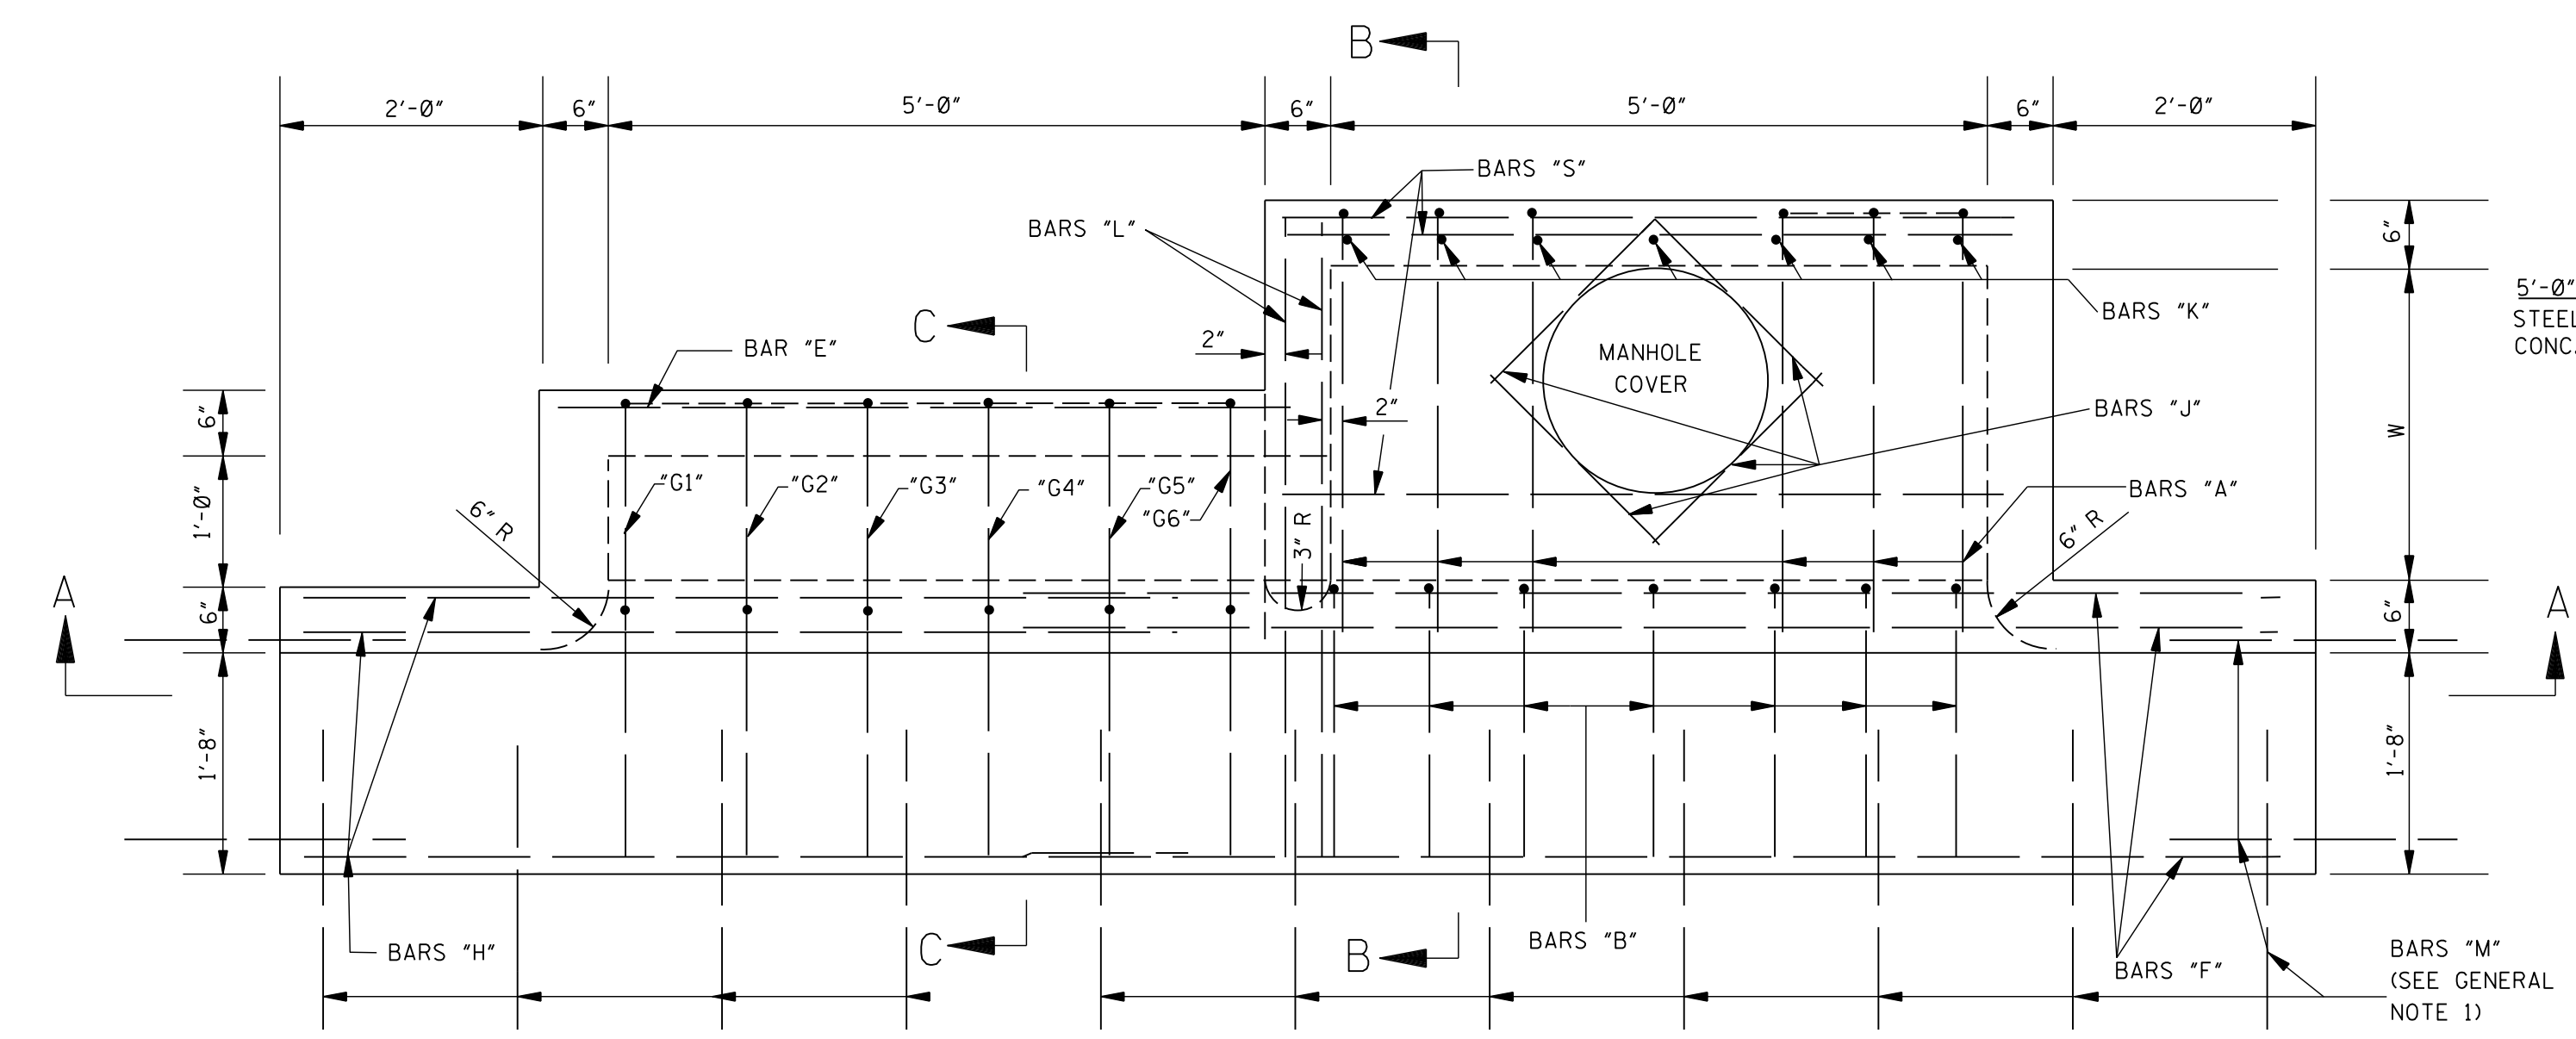 B
2'-0"
6"
5'-0"
6"
5'-0"
6"
2'-0"
BARS "S"
BARS "L"
6"
5'-0"
STEEL
CONC.
BARS "K"
C
2"
BAR "E"
MANHOLE
COVER
6"
2"
BARS "J"
W
1'-0"
"G1"
"G2"
"G3"
"G4"
"G5"
"G6"
BARS "A"
6" R
3" R
6" R
A
6"
6"
A
1'-8"
1'-8"
BARS "H"
C
B
BARS "B"
BARS "F"
BARS "M"
(SEE GENERAL
NOTE 1)